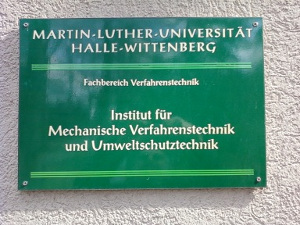 MARTIN-LUTHER-UNIVERSITÄT
HALLE-WITTENBERG
Fachbereich Verfahrenstechnik
Institut für
Mechanische Verfahrenstechnik
und Umweltschutztechnik